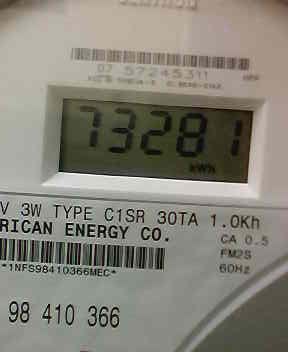 07 57245311
73281
kWh
V 3W TYPE C1SR 30TA 1.0Kh
RICAN ENERGY CO.
CA 0.5
FM2S
60Hz
*1NFS98410366MEC*
98 410 366